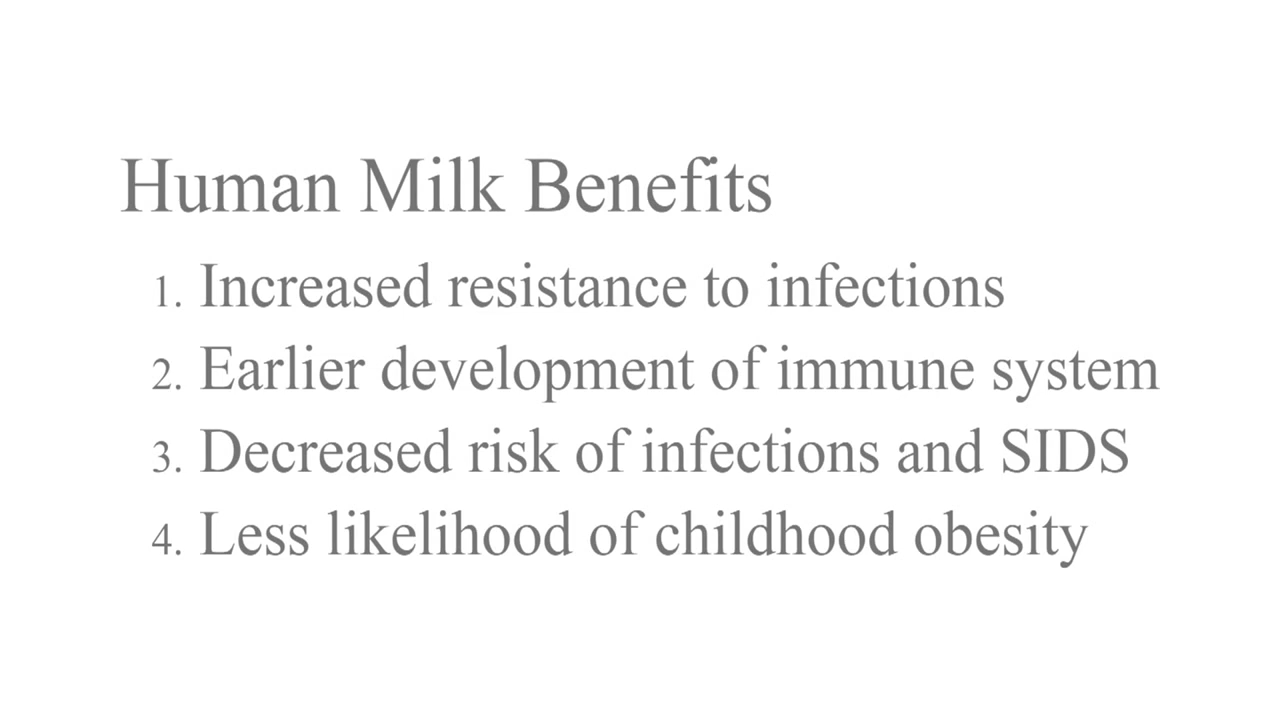 Human Milk Benefits
1. Increased resistance to infections
2. Earlier development of immune system
3. Decreased risk of infections and SIDS
4. Less likelihood of childhood obesity